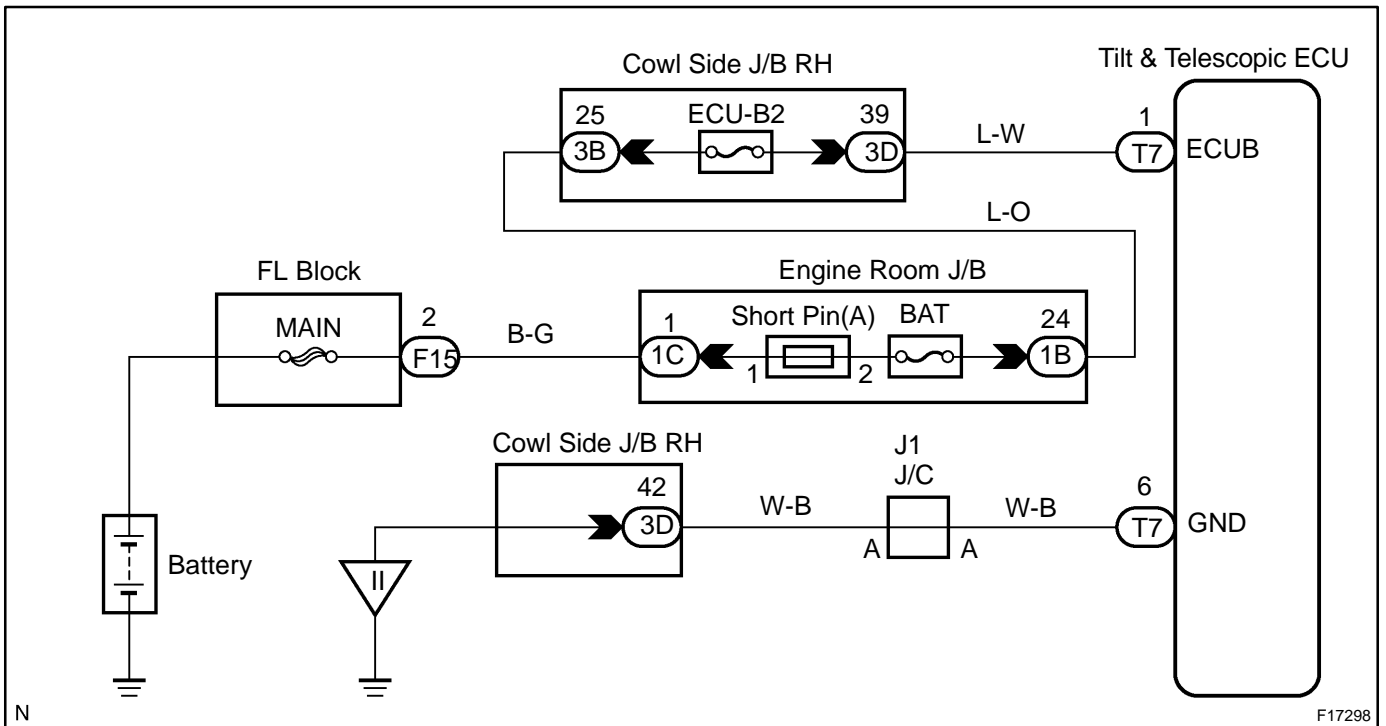 Cowl Side J/B RH
Tilt & Telescopic ECU
25
ECU-B2
39
3B
3D
L-W
1
T7
ECUB
L-O
FL Block
MAIN
2
F15
B-G
Engine Room J/B
1
Short Pin(A)
BAT
24
1C
1
2
1B
Cowl Side J/B RH
42
3D
W-B
J1
J/C
A
A
W-B
6
T7
GND
Battery
II
N
F17298